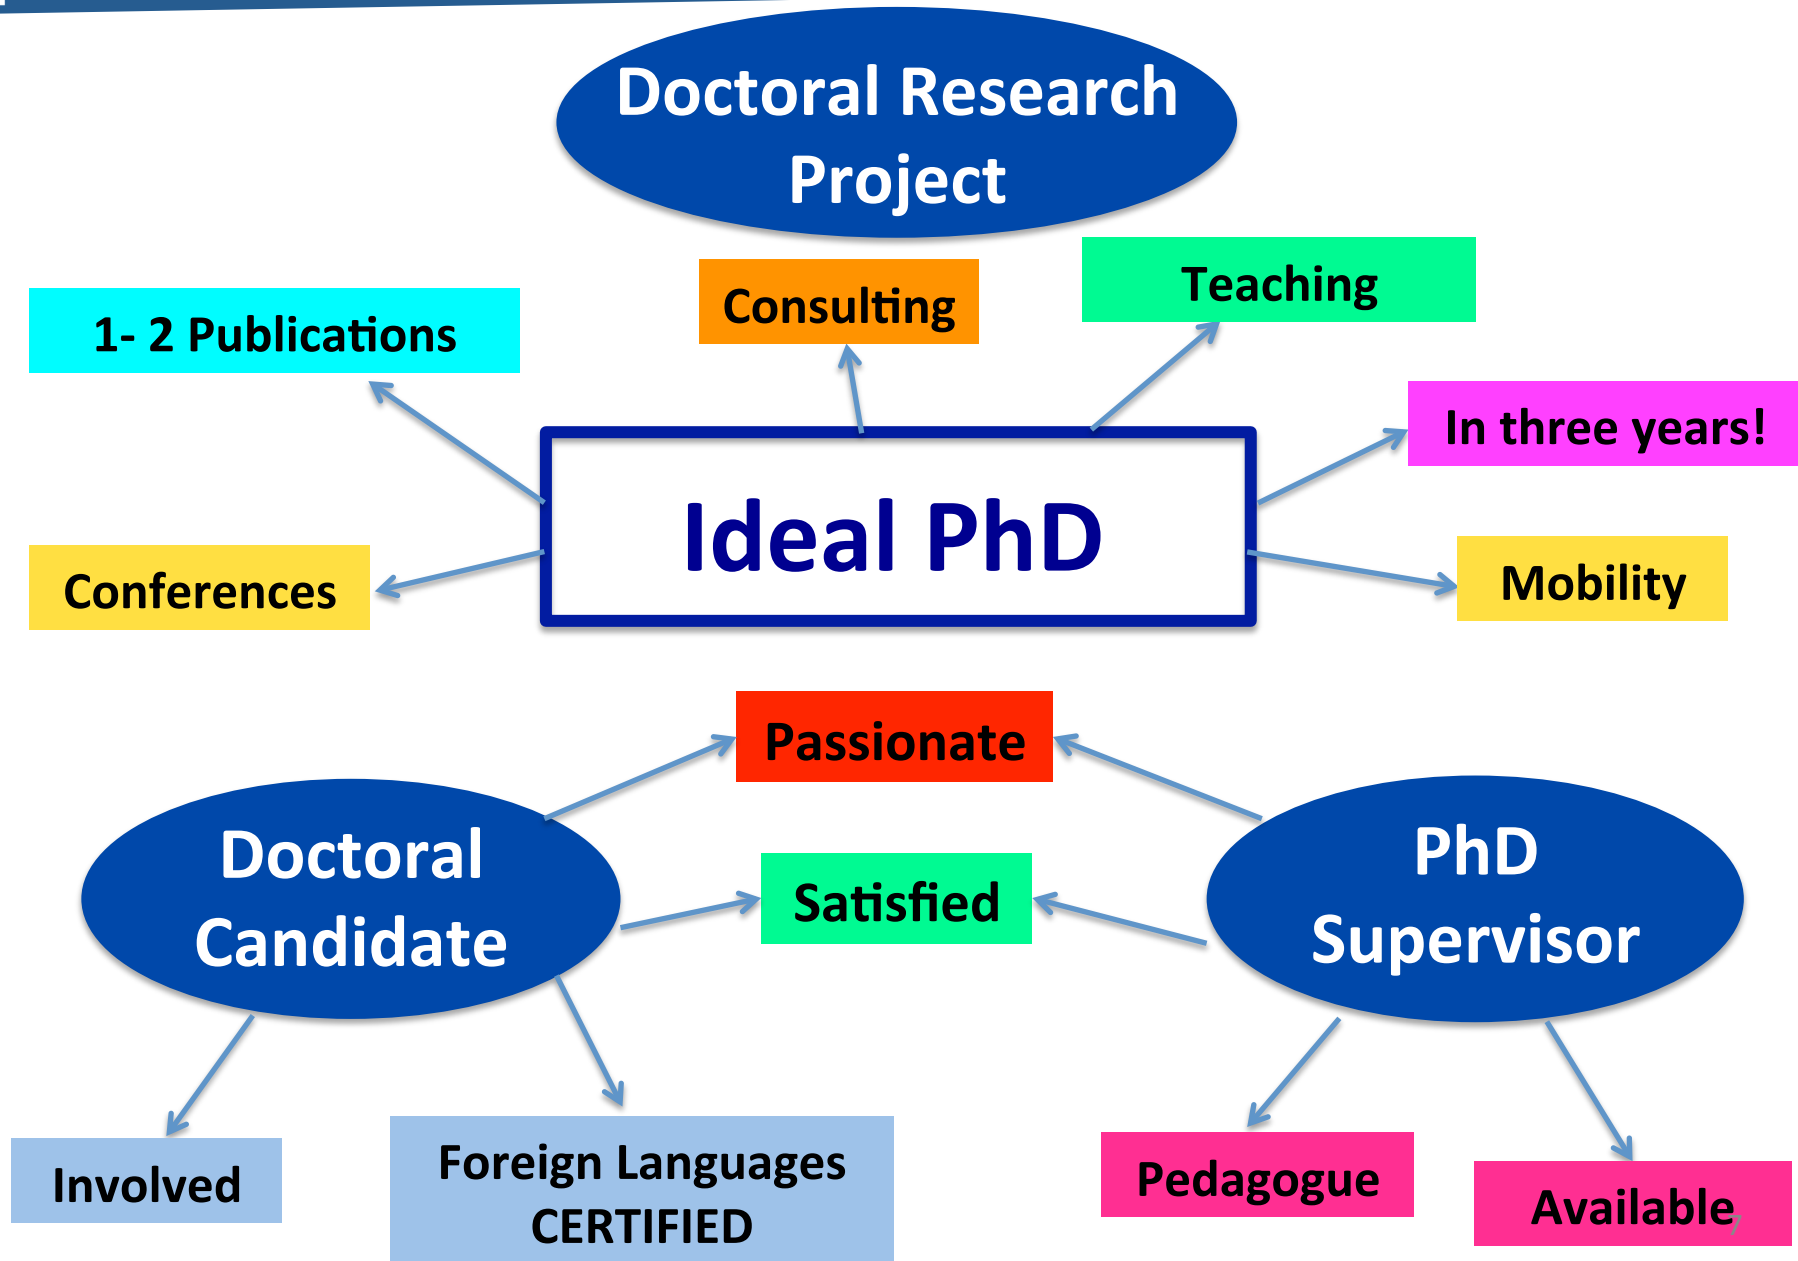 Doctoral Research
Project
Consulting
Teaching
1- 2 Publications
In three years!
Ideal PhD
Conferences
Mobility
Passionate
Doctoral
Candidate
Satisfied
PhD
Supervisor
Involved
Foreign Languages
CERTIFIED
Pedagogue
Available
7